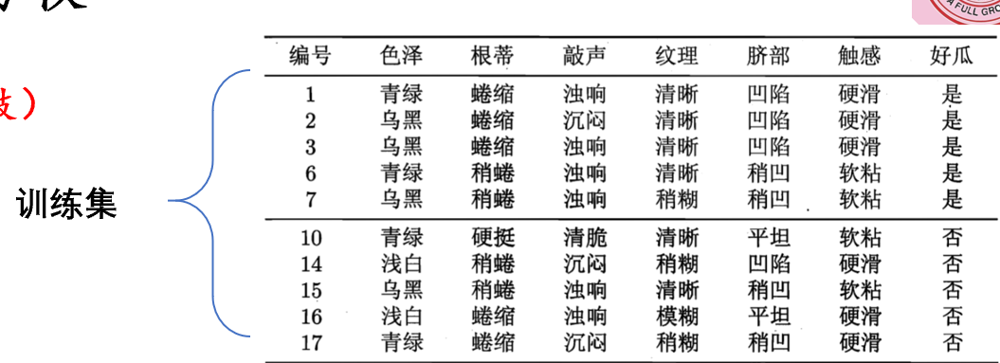 A FULL GRO
编号 色泽 根蒂 敲声 纹理 脐部 触感 好瓜
1 青绿 蜷缩 浊响 清晰 凹陷 硬滑 是
2 乌黑 蜷缩 沉闷 清晰 凹陷 硬滑 是
3 乌黑 蜷缩 浊响 清晰 凹陷 硬滑 是
6 青绿 稍蜷 浊响 清晰 稍凹 软粘 是
7 乌黑 稍蜷 浊响 稍糊 稍凹 软粘 是
训练集
10 青绿 硬挺 清脆 清晰 平坦 软粘 否
14 浅白 稍蜷 沉闷 稍糊 凹陷 硬滑 否
15 乌黑 稍蜷 浊响 清晰 稍凹 软粘 否
16 浅白 蜷缩 浊响 模糊 平坦 硬滑 否
17 青绿 蜷缩 沉闷 稍糊 稍凹 硬滑 否